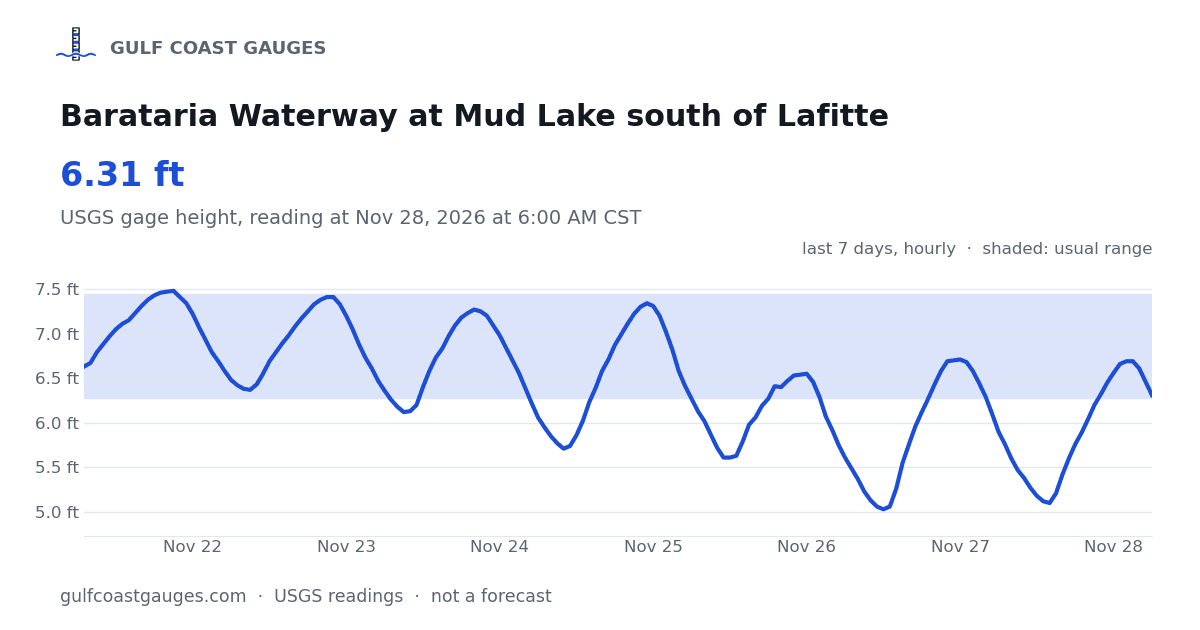 GULF COAST GAUGES
Barataria Waterway at Mud Lake south of Lafitte
6.31 ft
USGS gage height, reading at Nov 28, 2026 at 6:00 AM CST
last 7 days, hourly · shaded: usual range
7.5 ft
7.0 ft
6.5 ft
6.0 ft
5.5 ft
5.0 ft
Nov 22 Nov 23 Nov 24 Nov 25 Nov 26 Nov 27 Nov 28
gulfcoastgauges.com · USGS readings · not a forecast